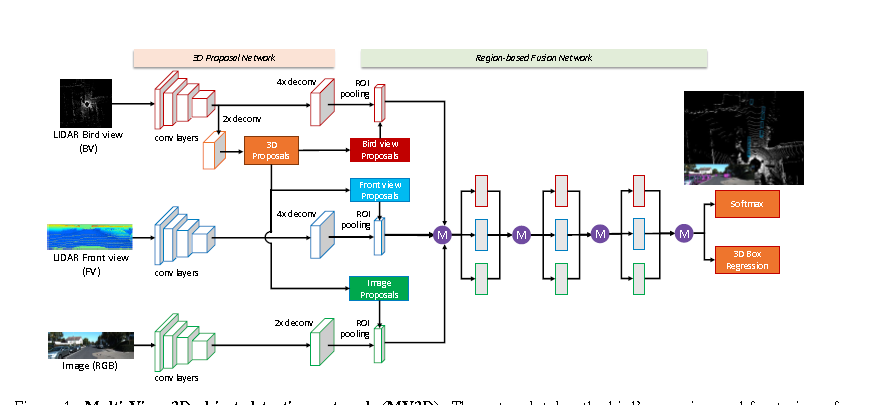 3D Proposal Network
Region-based Fusion Network
4x deconv
ROI
pooling
2x deconv
LIDAR Bird view
(BV)
conv layers
3D
Proposals
Bird view
Proposals
Front view
Proposals
4x deconv
ROI
pooling
M
M
M
M
Softmax
3D Box
Regression
LIDAR Front view
(FV)
conv layers
Image
Proposals
2x deconv
ROI
pooling
Image (RGB)
conv layers